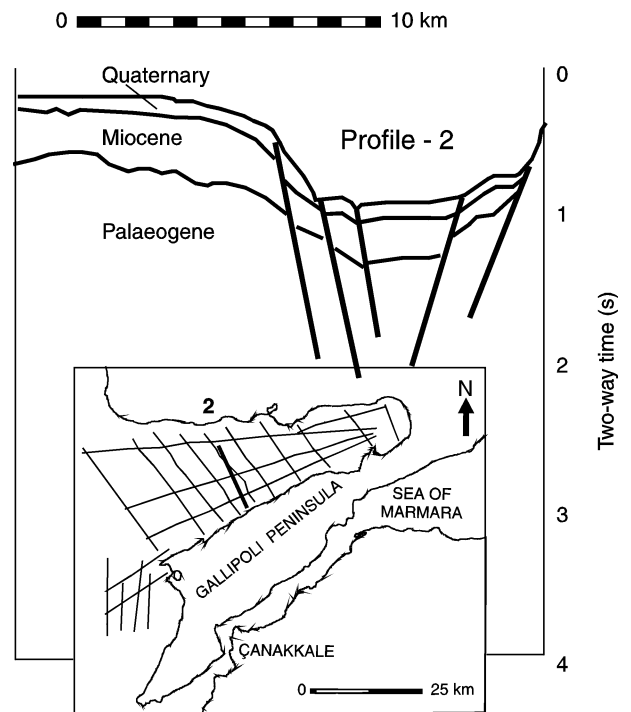 0 10 km
Quaternary
0
Miocene
Profile - 2
1
Palaeogene
2
Two-way time (s)
2
N
SEA OF
MARMARA
GALLIPOLI PENINSULA
3
ÇANAKKALE
0 25 km
4